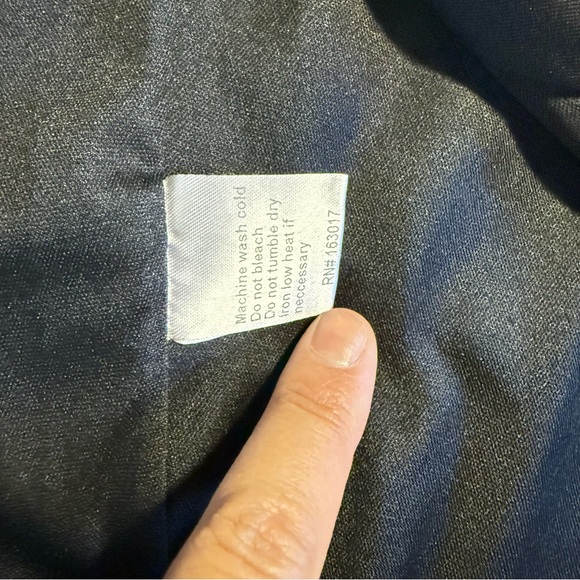 Machine wash cold
Do not bleach
Do not tumble dry
Iron low heat if
neccessary
RN# 163017